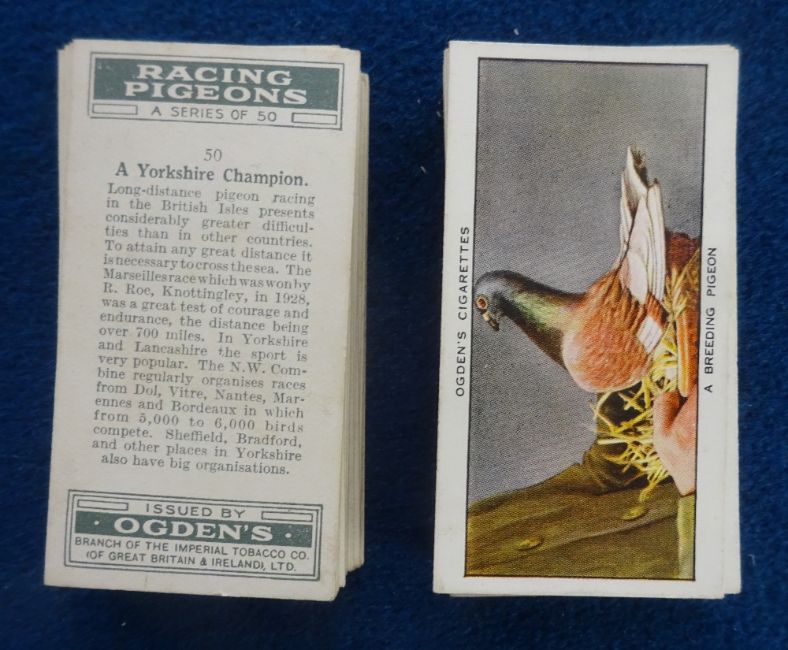 RACING
PIGEONS
A SERIES OF 50
50
A Yorkshire Champion.
Long-distance pigeon racing
in the British Isles presents
considerably greater difficul-
ties than in other countries.
To attain any great distance it
is necessary to cross the sea. The
Marseilles race which was won by
R. Roe, Knottingley, in 1928,
was a great test of courage and
endurance, the distance being
over 700 miles. In Yorkshire
and Lancashire the sport is
very popular. The N.W. Com-
bine regularly organises races
from Dol, Vitre, Nantes, Mar-
ennes and Bordeaux in which
from 5,000 to 6,000 birds
compete. Sheffield, Bradford,
and other places in Yorkshire
also have big organisations.
ISSUED BY
· OGDEN'S ·
BRANCH OF THE IMPERIAL TOBACCO CO.
(OF GREAT BRITAIN & IRELAND), LTD.
OGDEN'S CIGARETTES
A BREEDING PIGEON